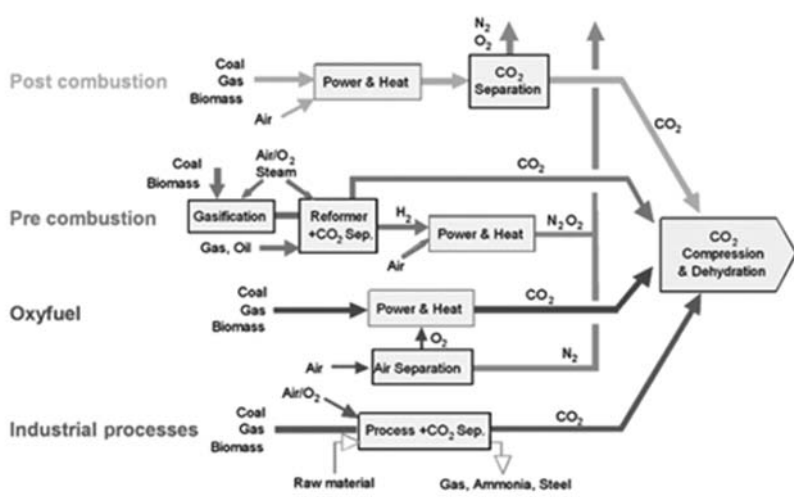 N2
O2
Post combustion
Coal
Gas
Biomass
Air
Power & Heat
CO2
Separation
CO2
Coal
Biomass
Air/O2
Steam
CO2
Pre combustion
Gasification
Reformer
+CO2 Sep.
H2
Power & Heat
N2O2
Gas, Oil
Air
CO2
Compression
& Dehydration
Oxyfuel
Coal
Gas
Biomass
Power & Heat
CO2
O2
Air
Air Separation
N2
Industrial processes
Air/O2
Coal
Gas
Biomass
Process +CO2 Sep.
CO2
Raw material
Gas, Ammonia, Steel